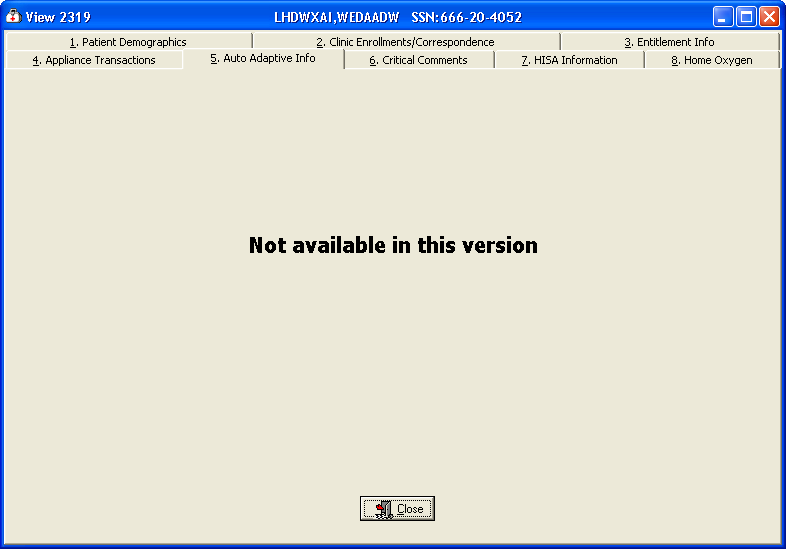 View 2319 LHDWXAI,WEDAADW SSN:666-20-4052
1. Patient Demographics 2. Clinic Enrollments/Correspondence 3. Entitlement Info
4. Appliance Transactions 5. Auto Adaptive Info 6. Critical Comments 7. HISA Information 8. Home Oxygen
Not available in this version
Close